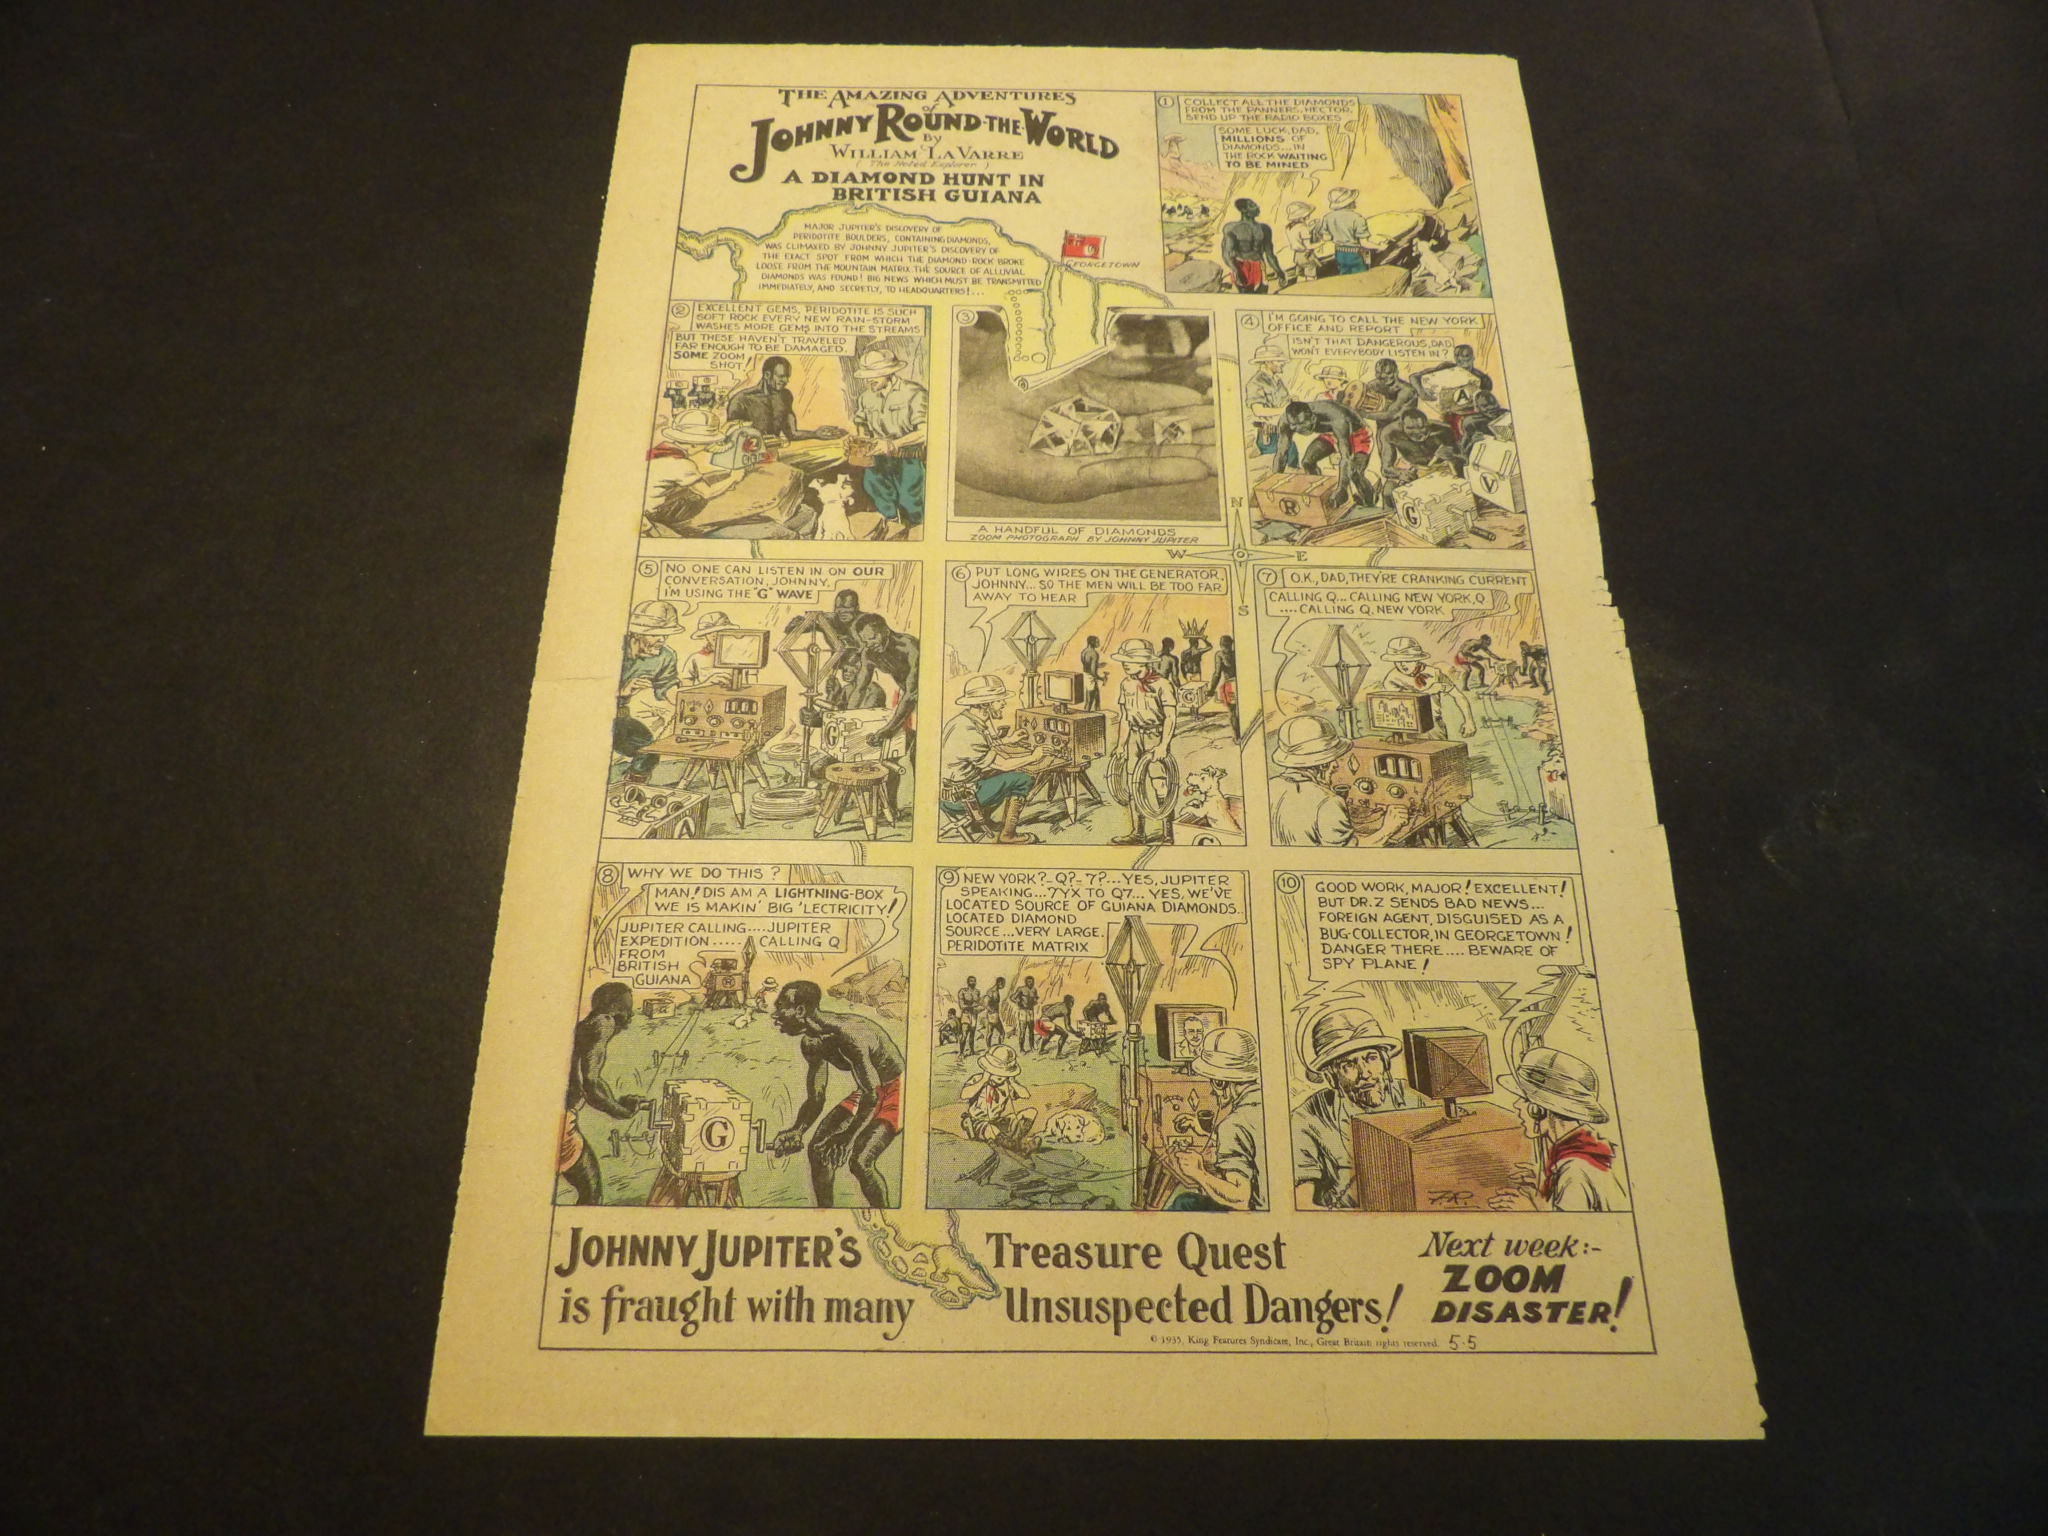 THE AMAZING ADVENTURES
of
JOHNNY ROUND-THE-WORLD
BY
WILLIAM LAVARRE
(The Noted Explorer)
A DIAMOND HUNT IN
BRITISH GUIANA
MAJOR JUPITER'S DISCOVERY OF
PERIDOTITE BOULDERS, CONTAINING DIAMONDS,
WAS CLIMAXED BY JOHNNY JUPITER'S DISCOVERY OF
THE EXACT SPOT FROM WHICH THE DIAMOND-ROCK BROKE
LOOSE FROM THE MOUNTAIN MATRIX. THE SOURCE OF ALLUVIAL
DIAMONDS WAS FOUND! BIG NEWS WHICH MUST BE TRANSMITTED
IMMEDIATELY, AND SECRETLY, TO HEADQUARTERS!...
GEORGETOWN
1
COLLECT ALL THE DIAMONDS
FROM THE PANNERS, HECTOR.
SEND UP THE RADIO BOXES
SOME LUCK, DAD,
MILLIONS OF
DIAMONDS...IN
THE ROCK WAITING
TO BE MINED
2
EXCELLENT GEMS, PERIDOTITE IS SUCH
SOFT ROCK EVERY NEW RAIN-STORM
WASHES MORE GEMS INTO THE STREAMS
BUT THESE HAVEN'T TRAVELED
FAR ENOUGH TO BE DAMAGED.
SOME ZOOM
SHOT!
Z
3
A HANDFUL OF DIAMONDS
ZOOM PHOTOGRAPH BY JOHNNY JUPITER
4
I'M GOING TO CALL THE NEW YORK
OFFICE AND REPORT
ISN'T THAT DANGEROUS, DAD,
WON'T EVERYBODY LISTEN IN?
A
R
G
V
N
W E
S
5
NO ONE CAN LISTEN IN ON OUR
CONVERSATION, JOHNNY.
I'M USING THE "G" WAVE
G
A
6
PUT LONG WIRES ON THE GENERATOR,
JOHNNY... SO THE MEN WILL BE TOO FAR
AWAY TO HEAR
G
G
7
O.K., DAD, THEY'RE CRANKING CURRENT
CALLING Q... CALLING NEW YORK, Q
....CALLING Q, NEW YORK
8
WHY WE DO THIS?
MAN! DIS AM A LIGHTNING-BOX
WE IS MAKIN' BIG 'LECTRICITY!
JUPITER CALLING....JUPITER
EXPEDITION.....CALLING Q
FROM
BRITISH
GUIANA
R
G
9
NEW YORK?-Q?-7?...YES, JUPITER
SPEAKING...7YX TO Q7... YES, WE'VE
LOCATED SOURCE OF GUIANA DIAMONDS..
LOCATED DIAMOND
SOURCE...VERY LARGE.
PERIDOTITE MATRIX
10
GOOD WORK, MAJOR! EXCELLENT!
BUT DR. Z SENDS BAD NEWS...
FOREIGN AGENT, DISGUISED AS A
BUG-COLLECTOR, IN GEORGETOWN!
DANGER THERE.... BEWARE OF
SPY PLANE!
JOHNNY JUPITER'S Treasure Quest
is fraught with many Unsuspected Dangers!
Next week:-
ZOOM
DISASTER!
© 1935, King Features Syndicate, Inc., Great Britain rights reserved. 5-5